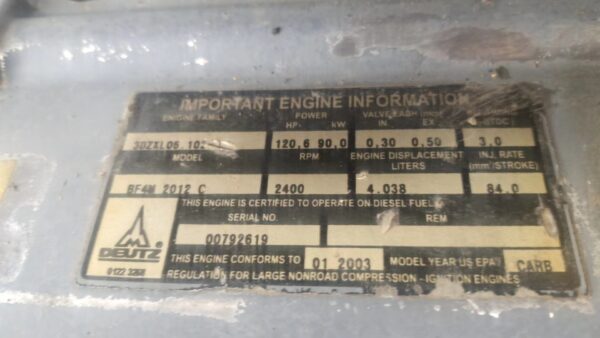 IMPORTANT ENGINE INFORMATION
ENGINE FAMILY POWER VALVE LASH
HP kW IN. EX (TDC)
3DZXL06.102 120,6 90,0 0,30 0,50 3.0
MODEL RPM ENGINE DISPLACEMENT INJ. RATE
LITERS (mm³/STROKE)
BF4M 2012 C 2400 4.038 84.0
THIS ENGINE IS CERTIFIED TO OPERATE ON DIESEL FUEL
SERIAL NO. REM
00792619
DEUTZ
THIS ENGINE CONFORMS TO 01 2003 MODEL YEAR US EPA CARB
REGULATION FOR LARGE NONROAD COMPRESSION - IGNITION ENGINES